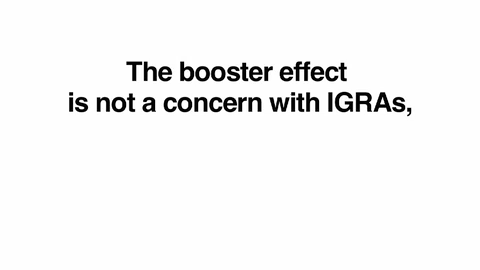 The booster effect
is not a concern with IGRAs,